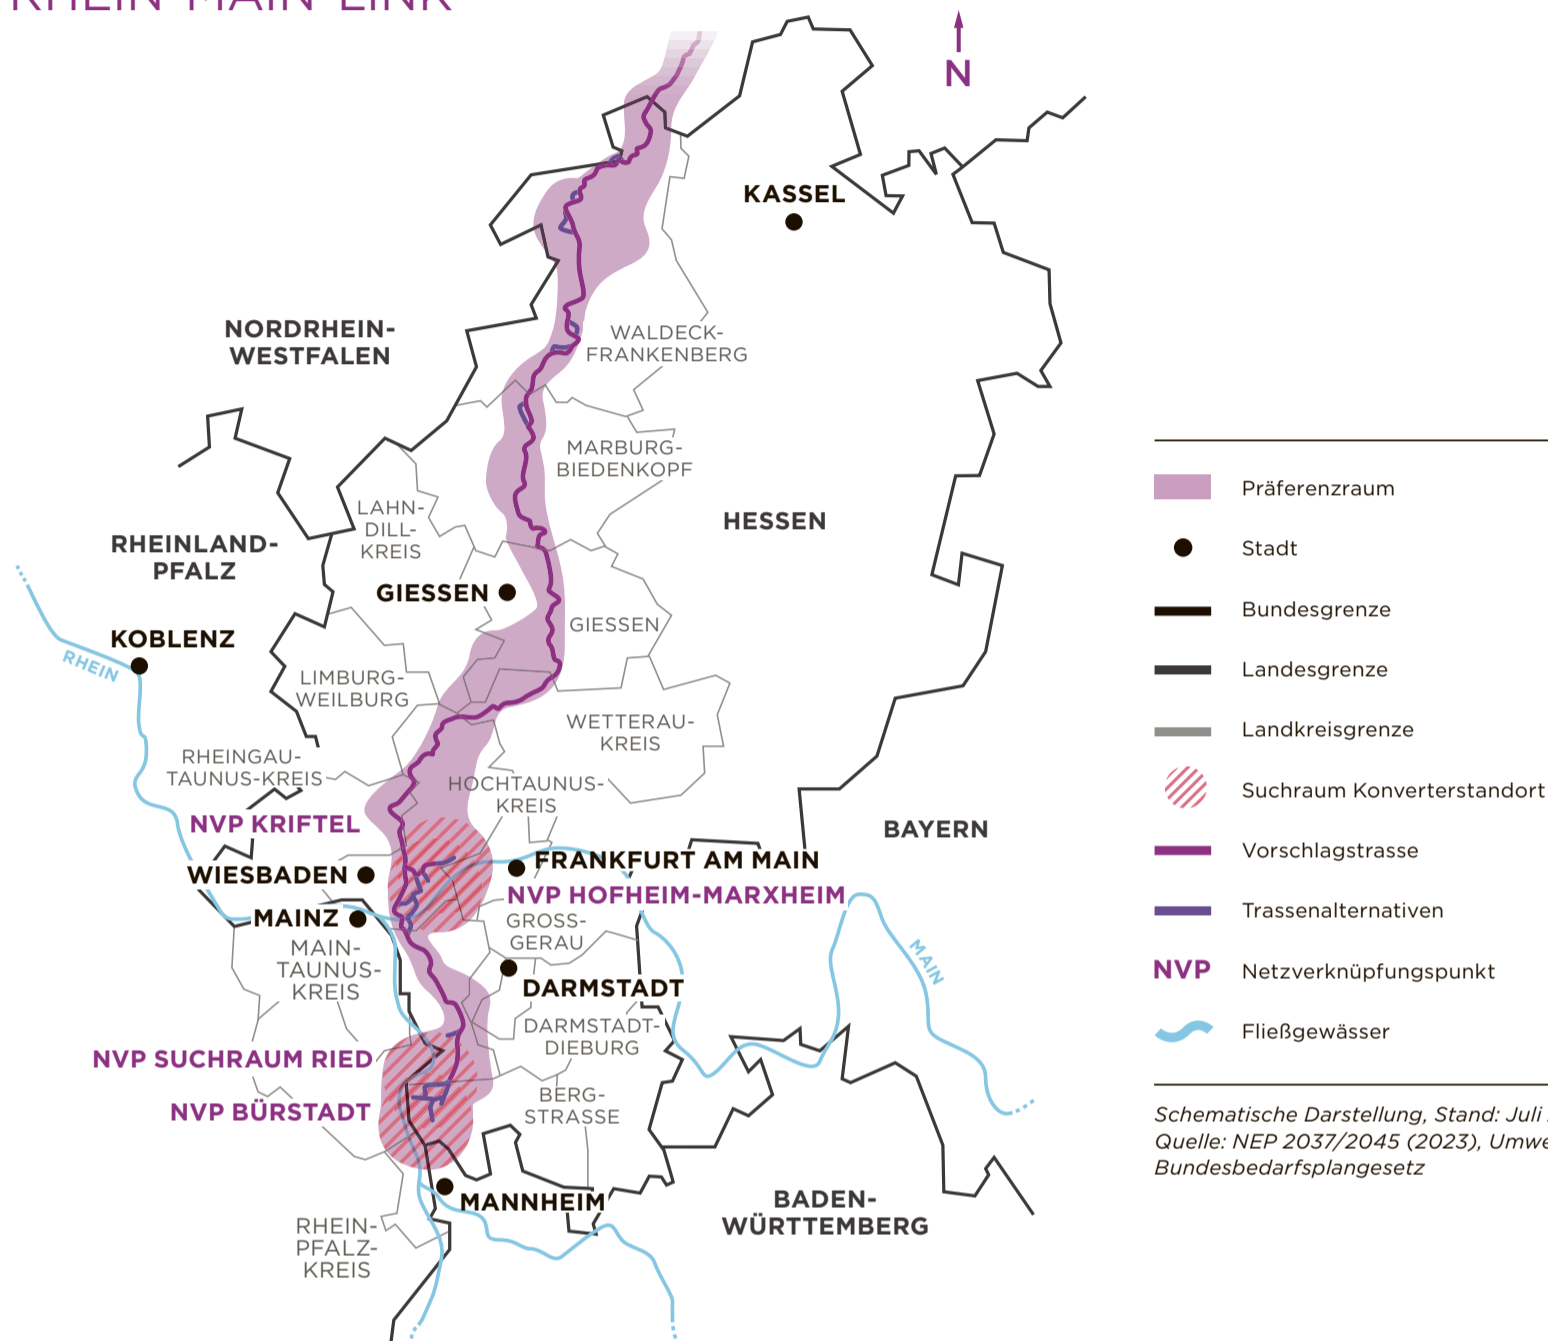 RHEIN-MAIN-LINK
N
KASSEL
NORDRHEIN-
WESTFALEN
WALDECK-
FRANKENBERG
MARBURG-
BIEDENKOPF
LAHN-
DILL-
KREIS
HESSEN
RHEINLAND-
PFALZ
GIESSEN
GIESSEN
KOBLENZ
RHEIN
LIMBURG-
WEILBURG
WETTERAU-
KREIS
RHEINGAU-
TAUNUS-KREIS
HOCHTAUNUS-
KREIS
NVP KRIFTEL
BAYERN
FRANKFURT AM MAIN
WIESBADEN
NVP HOFHEIM-MARXHEIM
MAINZ
GROSS-
GERAU
MAIN-
TAUNUS-
KREIS
MAIN
DARMSTADT
DARMSTADT-
DIEBURG
NVP SUCHRAUM RIED
NVP BÜRSTADT
BERG-
STRASSE
MANNHEIM
BADEN-
WÜRTTEMBERG
RHEIN-
PFALZ-
KREIS
Präferenzraum
Stadt
Bundesgrenze
Landesgrenze
Landkreisgrenze
Suchraum Konverterstandort
Vorschlagstrasse
Trassenalternativen
NVP Netzverknüpfungspunkt
Fließgewässer
Schematische Darstellung, Stand: Juli
Quelle: NEP 2037/2045 (2023),
Bundesbedarfsplangesetz